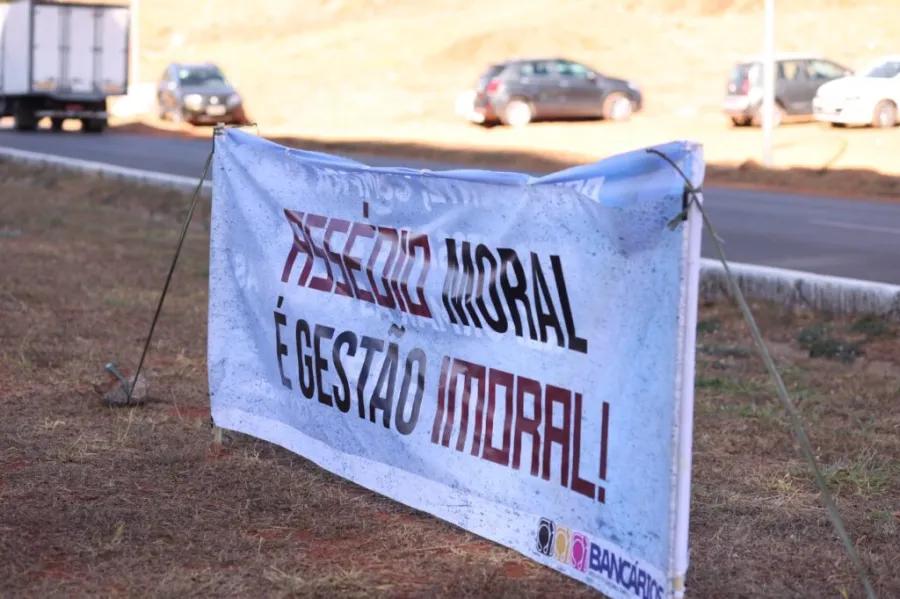 ASSÉDIO MORAL
É GESTÃO IMORAL!
BANCÁRIOS